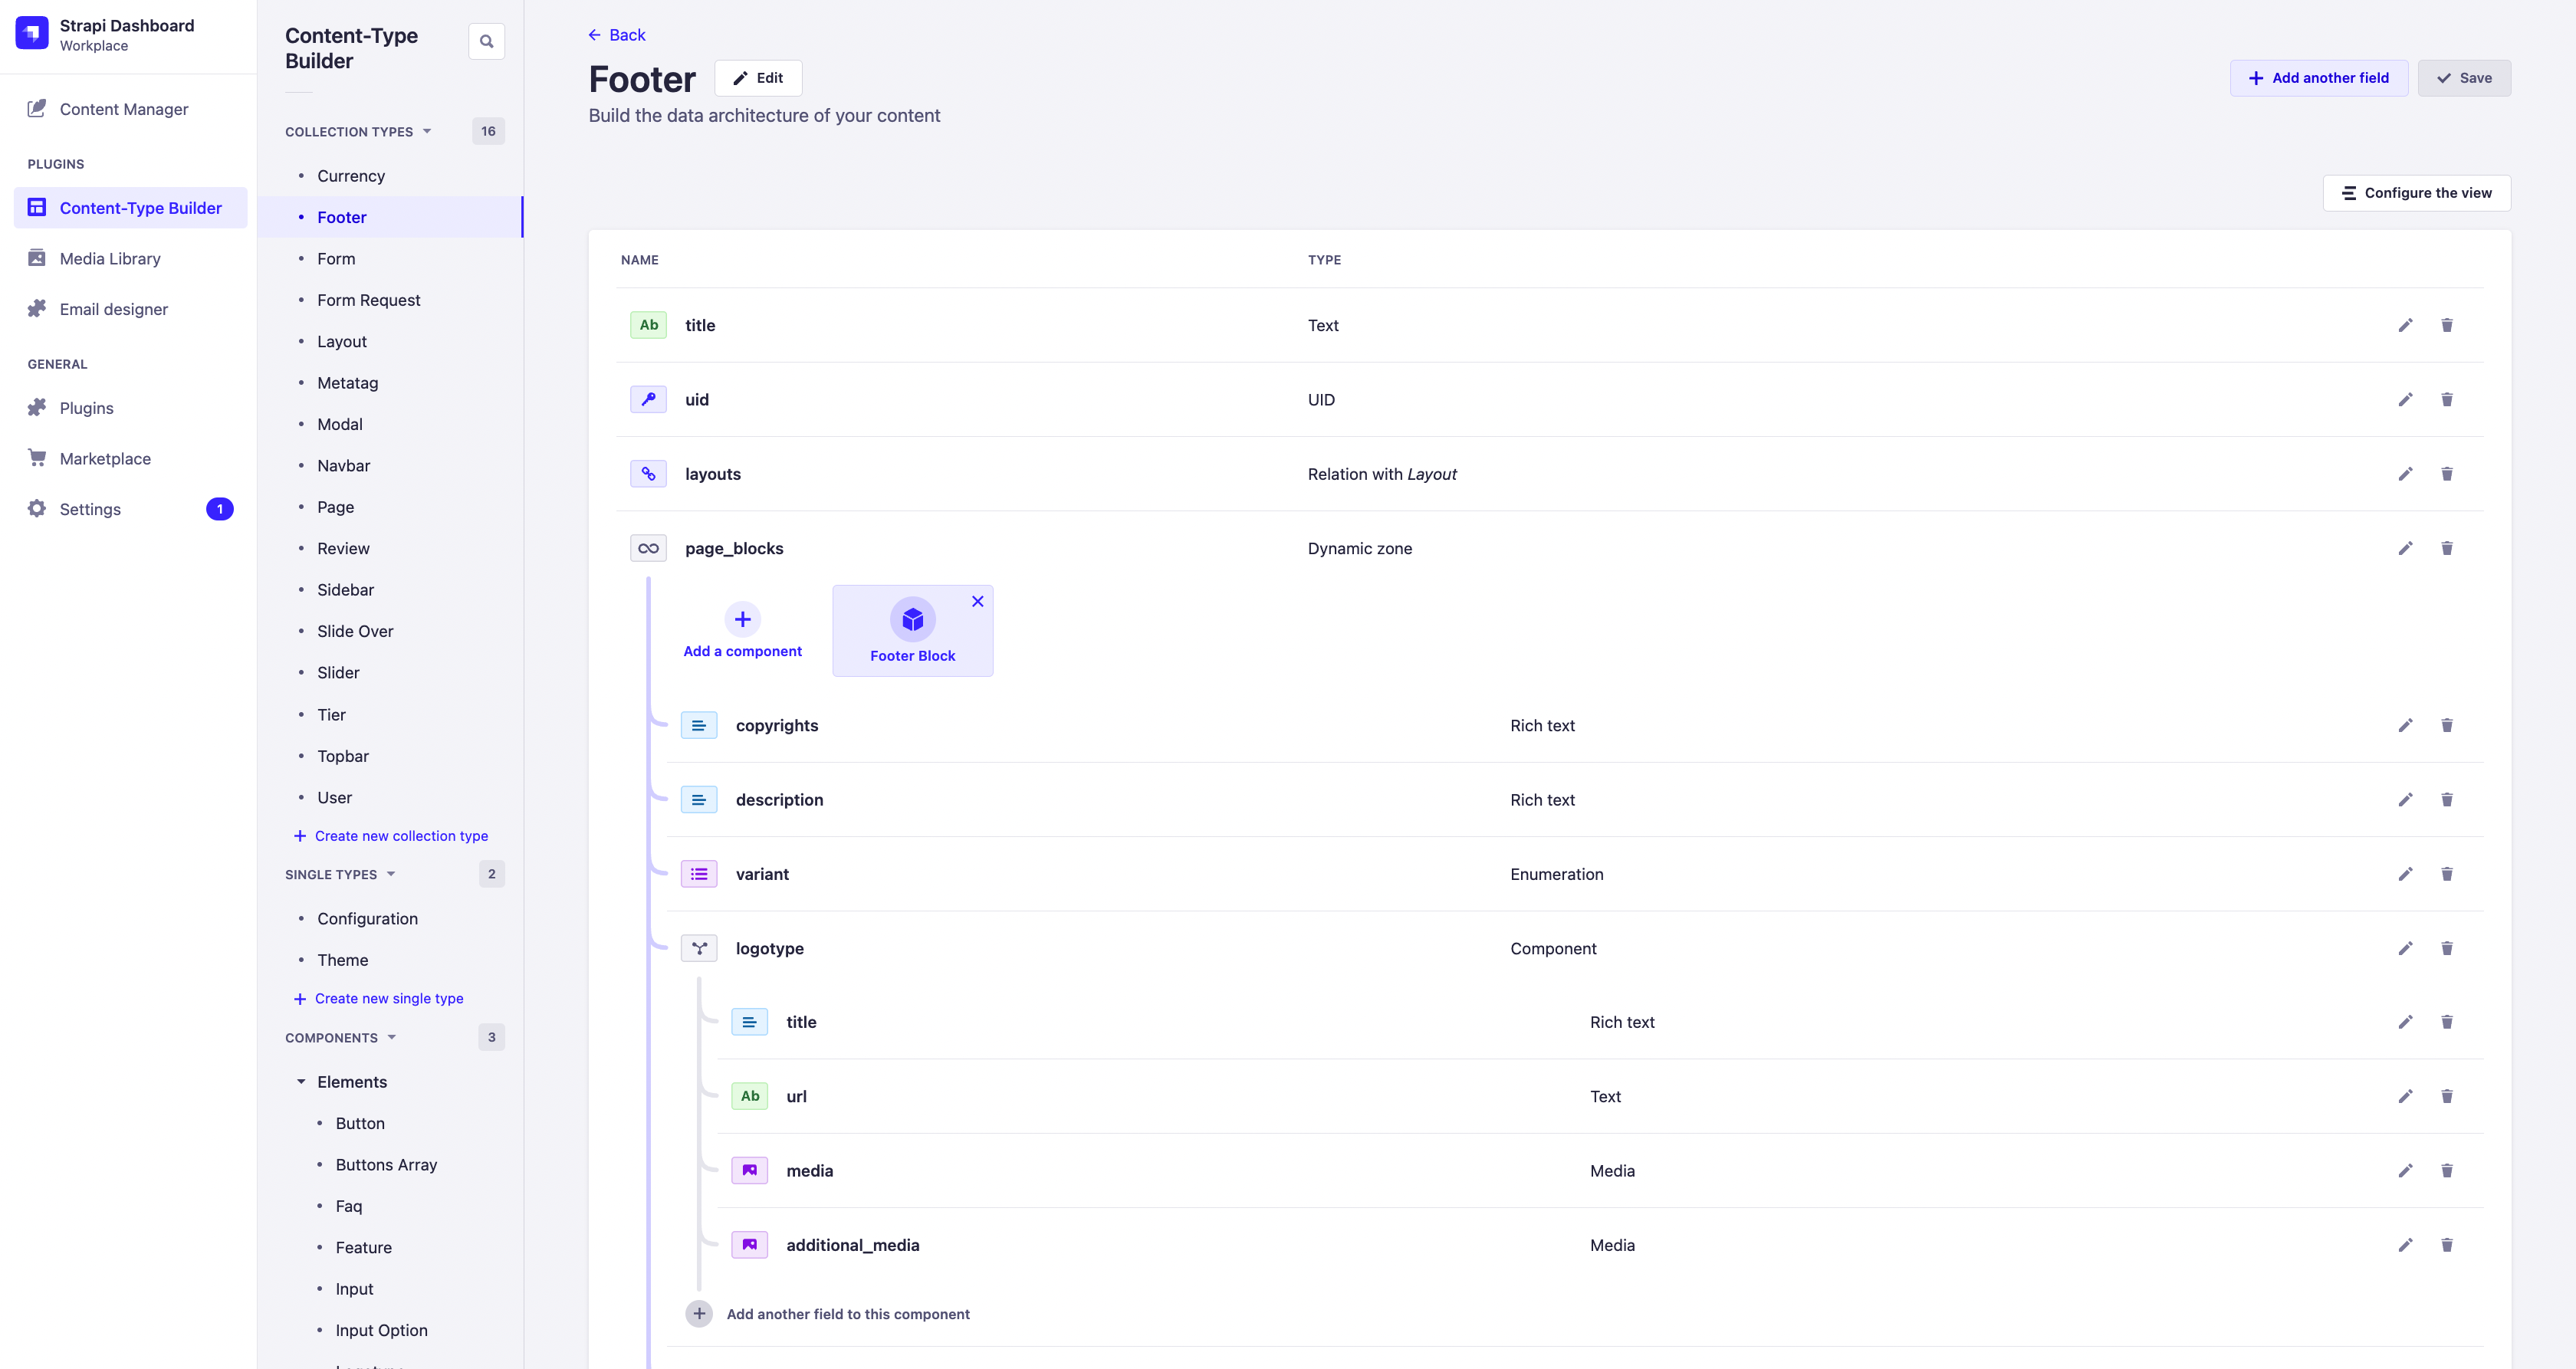 Strapi Dashboard
Workplace
Content Manager
PLUGINS
Content-Type Builder
Media Library
Email designer
GENERAL
Plugins
Marketplace
Settings
1
Content-Type
Builder
COLLECTION TYPES
16
Currency
Footer
Form
Form Request
Layout
Metatag
Modal
Navbar
Page
Review
Sidebar
Slide Over
Slider
Tier
Topbar
User
Create new collection type
SINGLE TYPES
2
Configuration
Theme
Create new single type
COMPONENTS
3
Elements
Button
Buttons Array
Faq
Feature
Input
Input Option
Back
Footer
Edit
Build the data architecture of your content
Add another field
Save
Configure the view
NAME TYPE
Ab title Text
uid UID
layouts Relation with Layout
page_blocks Dynamic zone
Add a component
Footer Block
copyrights Rich text
description Rich text
variant Enumeration
logotype Component
title Rich text
Ab url Text
media Media
additional_media Media
Add another field to this component